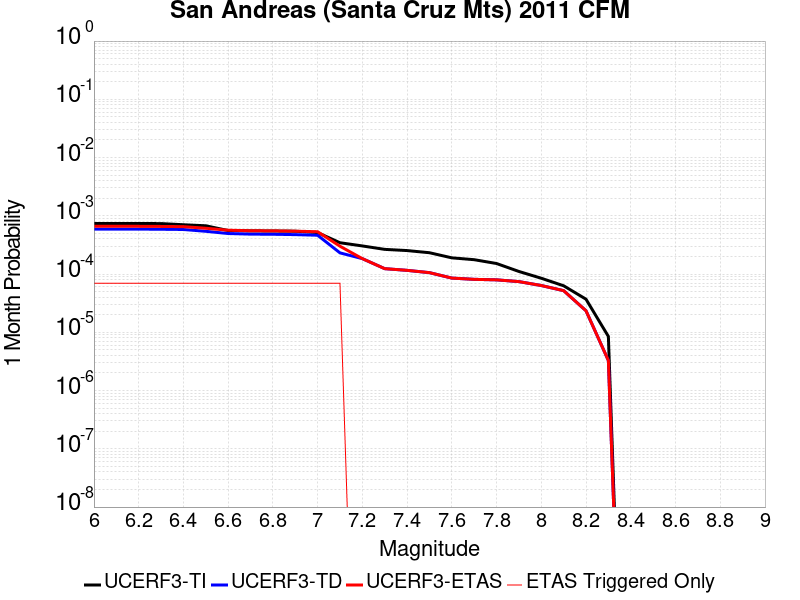 San Andreas (Santa Cruz Mts) 2011 CFM
10^0
10^-1
10^-2
10^-3
10^-4
10^-5
10^-6
10^-7
10^-8
1 Month Probability
6 6.2 6.4 6.6 6.8 7 7.2 7.4 7.6 7.8 8 8.2 8.4 8.6 8.8 9
Magnitude
UCERF3-TI UCERF3-TD UCERF3-ETAS ETAS Triggered Only